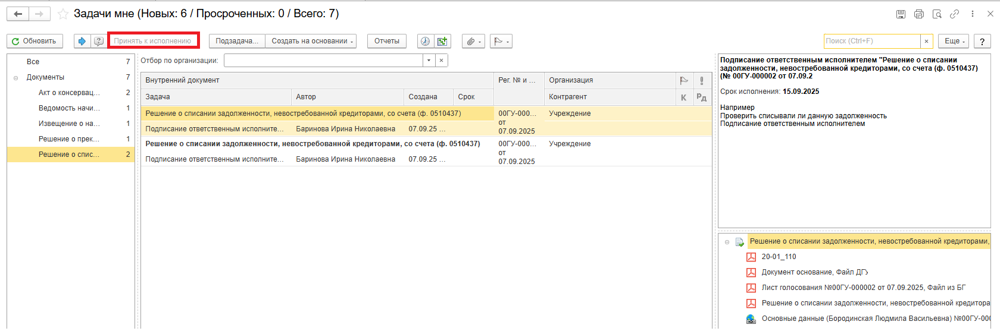 Задачи мне (Новых: 6 / Просроченных: 0 / Всего: 7)
Обновить
Принять к исполнению
Подзадача...
Создать на основании
Отчеты
Поиск (Ctrl+F)
×
Еще
?
Все 7
Документы 7
Акт о консервац... 2
Ведомость начи... 1
Извещение о на... 1
Решение о прек... 1
Решение о спис... 2
Отбор по организации:
×
Внутренний документ
Рег. № и ...
Организация
Задача
Автор
Создана
Срок
Контрагент
К
РД
Решение о списании задолженности, невостребованной кредиторами, со счета (ф. 0510437)
00ГУ-000... от 07.09.2025
Учреждение
Подписание ответственным исполните...
Баринова Ирина Николаевна
07.09.25 ...
Решение о списании задолженности, невостребованной кредиторами, со счета (ф. 0510437)
00ГУ-000... от 07.09.2025
Учреждение
Подписание ответственным исполните...
Баринова Ирина Николаевна
07.09.25 ...
Подписание ответственным исполнителем "Решение о списании
задолженности, невостребованной кредиторами, со счета (ф. 0510437)
(№ 00ГУ-000002 от 07.09.2
Срок исполнения: 15.09.2025
Например
Проверить списывали ли данную задолженность
Подписание ответственным исполнителем
Решение о списании задолженности, невостребованной кредиторами,
20-01_110
Документ основание, Файл ДГУ
Лист голосования №00ГУ-000002 от 07.09.2025, Файл из БГ
Решение о списании задолженности, невостребованной кредитора
Основные данные (Бородинская Людмила Васильевна) №00ГУ-000